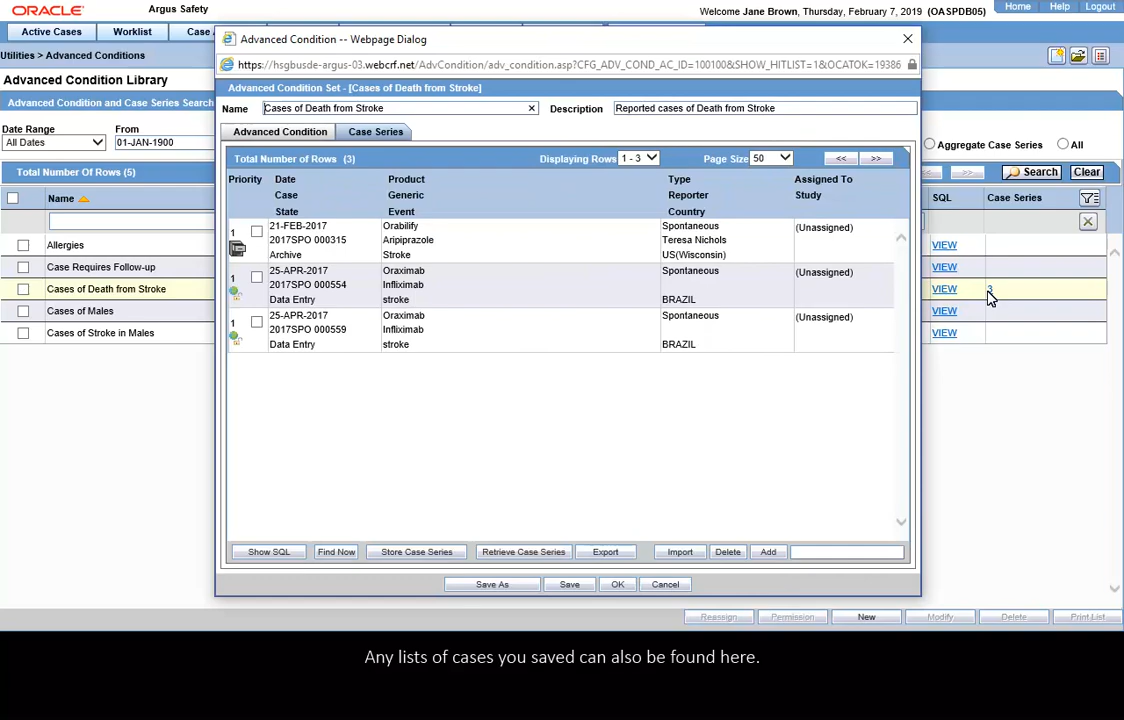 ORACLE Argus Safety Welcome Jane Brown, Thursday, February 7, 2019 (OASPDB05) Home Help Logout
Active Cases Worklist Case A
Utilities > Advanced Conditions
Advanced Condition Library
Advanced Condition and Case Series Search
Date Range From
All Dates 01-JAN-1900 Aggregate Case Series All
Total Number Of Rows (5) << >> Search Clear
Name SQL Case Series
Allergies VIEW
Case Requires Follow-up VIEW
Cases of Death from Stroke VIEW 3
Cases of Males VIEW
Cases of Stroke in Males VIEW
Advanced Condition -- Webpage Dialog
https://hsgbusde-argus-03.webcrf.net/AdvCondition/adv_condition.asp?CFG_ADV_COND_AC_ID=100100&SHOW_HITLIST=1&OCATOK=19386
Advanced Condition Set - [Cases of Death from Stroke]
Name Cases of Death from Stroke Description Reported cases of Death from Stroke
Advanced Condition Case Series
Total Number of Rows (3) Displaying Rows 1 - 3 Page Size 50 << >>
Priority Date Product Type Assigned To
Case Generic Reporter Study
State Event Country
1 21-FEB-2017 Orabilify Spontaneous (Unassigned)
2017SPO 000315 Aripiprazole Teresa Nichols
Archive Stroke US(Wisconsin)
1 25-APR-2017 Oraximab Spontaneous (Unassigned)
2017SPO 000554 Infliximab
Data Entry stroke BRAZIL
1 25-APR-2017 Oraximab Spontaneous (Unassigned)
2017SPO 000559 Infliximab
Data Entry stroke BRAZIL
Show SQL Find Now Store Case Series Retrieve Case Series Export Import Delete Add
Save As Save OK Cancel
Reassign Permission New Modify Delete Print List
Any lists of cases you saved can also be found here.